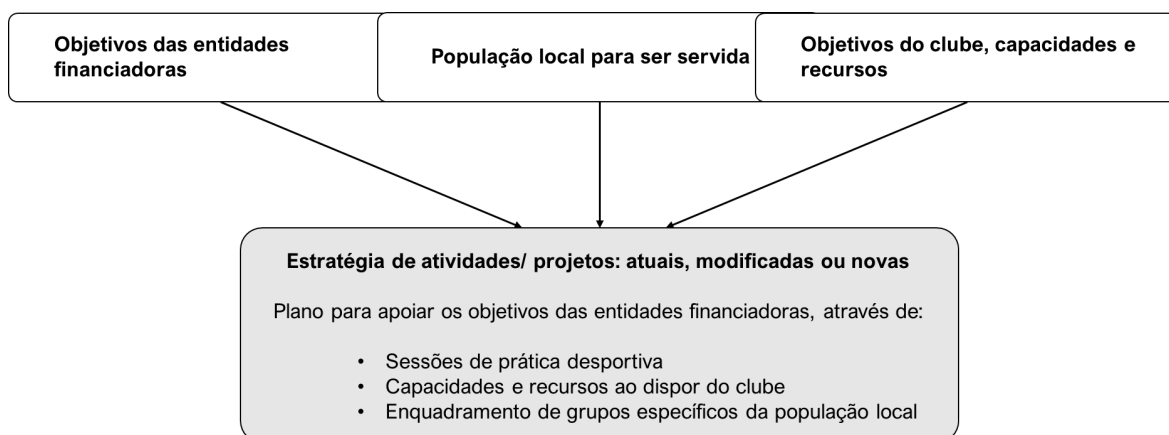 Objetivos das entidades
financiadoras
População local para ser servida
Objetivos do clube, capacidades e
recursos
Estratégia de atividades/ projetos: atuais, modificadas ou novas
Plano para apoiar os objetivos das entidades financiadoras, através de:
• Sessões de prática desportiva
• Capacidades e recursos ao dispor do clube
• Enquadramento de grupos específicos da população local